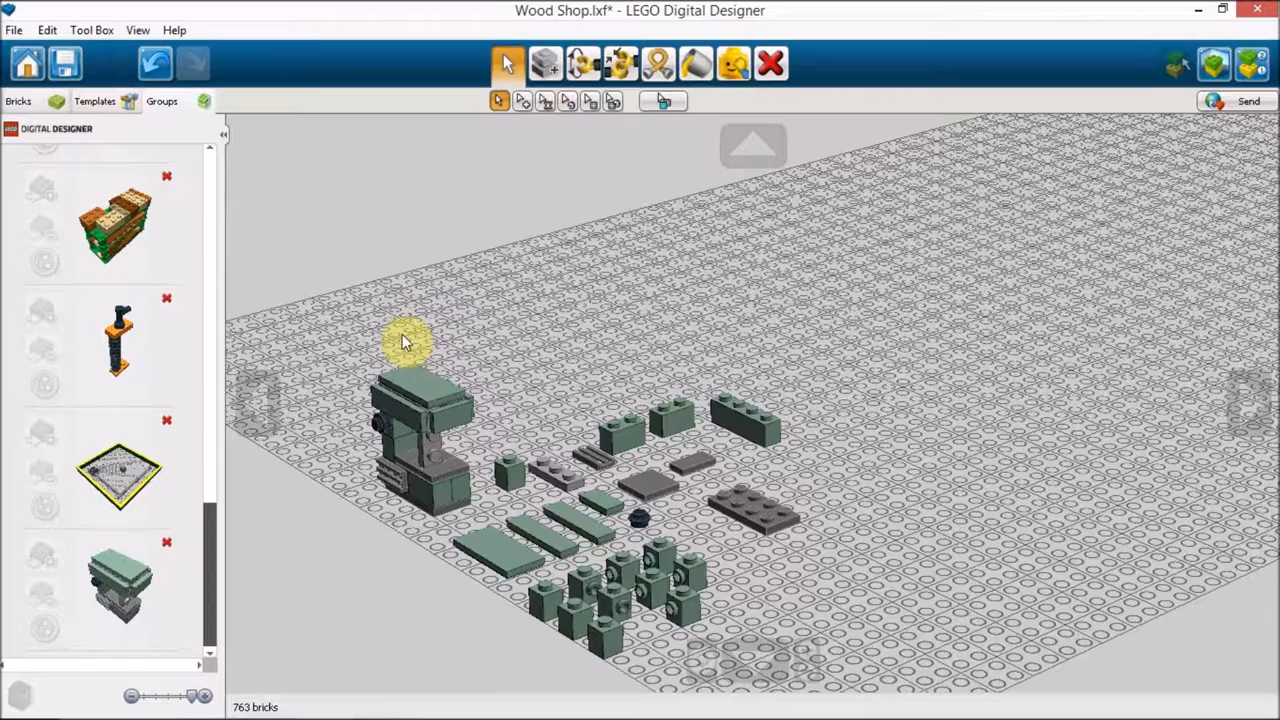 Wood Shop.lxf* - LEGO Digital Designer
File Edit Tool Box View Help
Bricks Templates Groups Send
LEGO DIGITAL DESIGNER
763 bricks